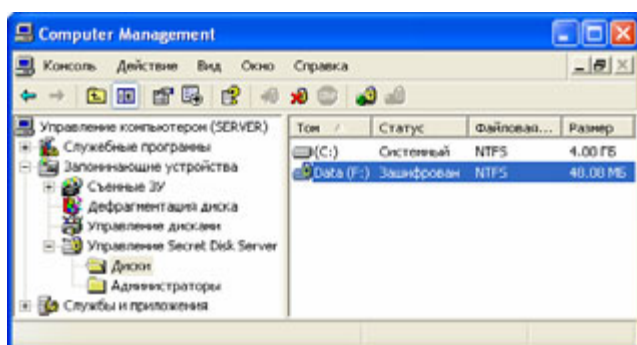 Computer Management
Консоль Действие Вид Окно Справка
Управление компьютером (SERVER)
Служебные программы
Запоминающие устройства
Съемные ЗУ
Дефрагментация диска
Управление дисками
Управление Secret Disk Server
Диски
Администраторы
Службы и приложения
Том Статус Файловая... Размер
(C:) Системный NTFS 4.00 ГБ
Data (F:) Зашифрован NTFS 48.08 МБ